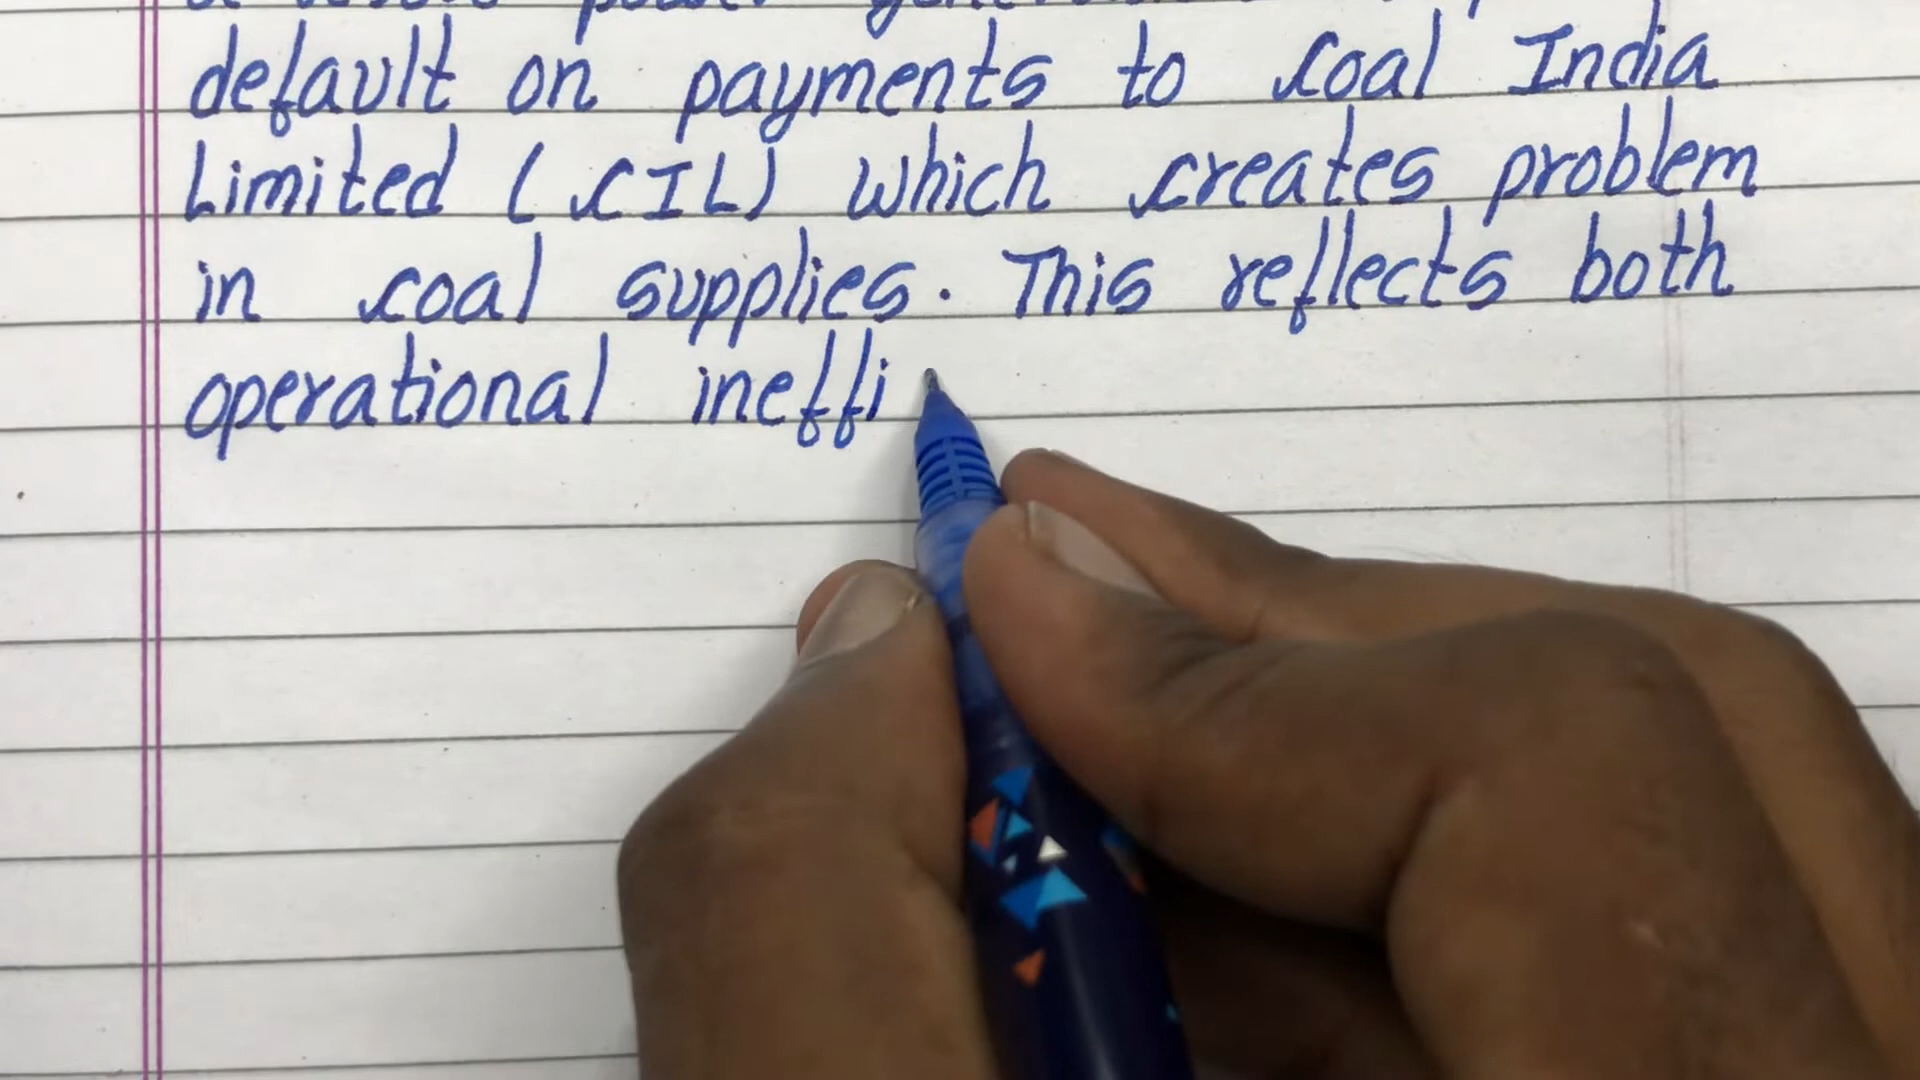 default on payments to coal India
Limited (CIL) which creates problem
in coal supplies. This reflects both
operational ineffi